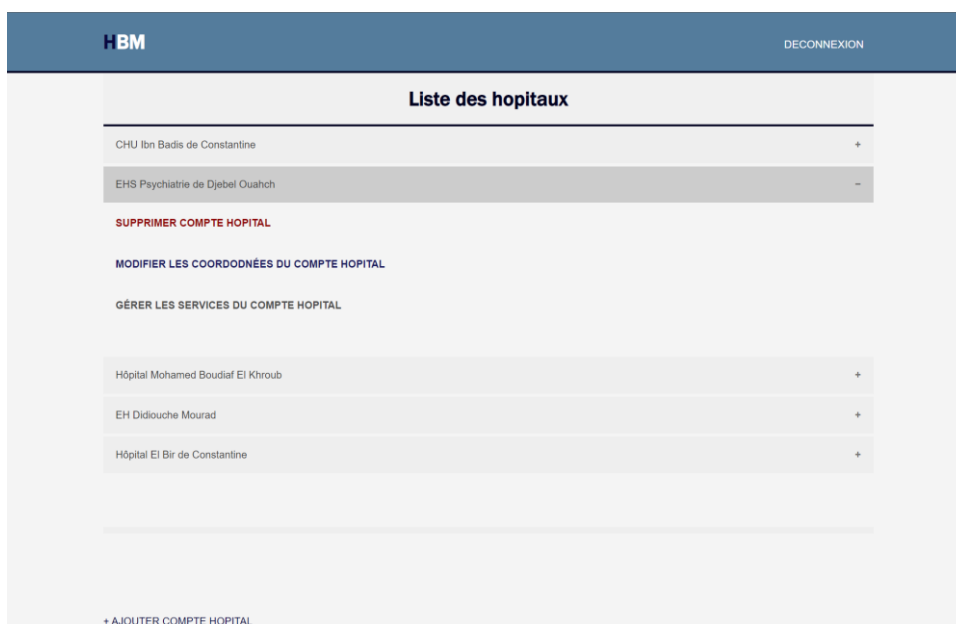 HBM
DECONNEXION
Liste des hopitaux
CHU Ibn Badis de Constantine +
EHS Psychiatrie de Djebel Ouahch −
SUPPRIMER COMPTE HOPITAL
MODIFIER LES COORDODNÉES DU COMPTE HOPITAL
GÉRER LES SERVICES DU COMPTE HOPITAL
Hôpital Mohamed Boudiaf El Khroub +
EH Didiouche Mourad +
Hôpital El Bir de Constantine +
+ AJOUTER COMPTE HOPITAL